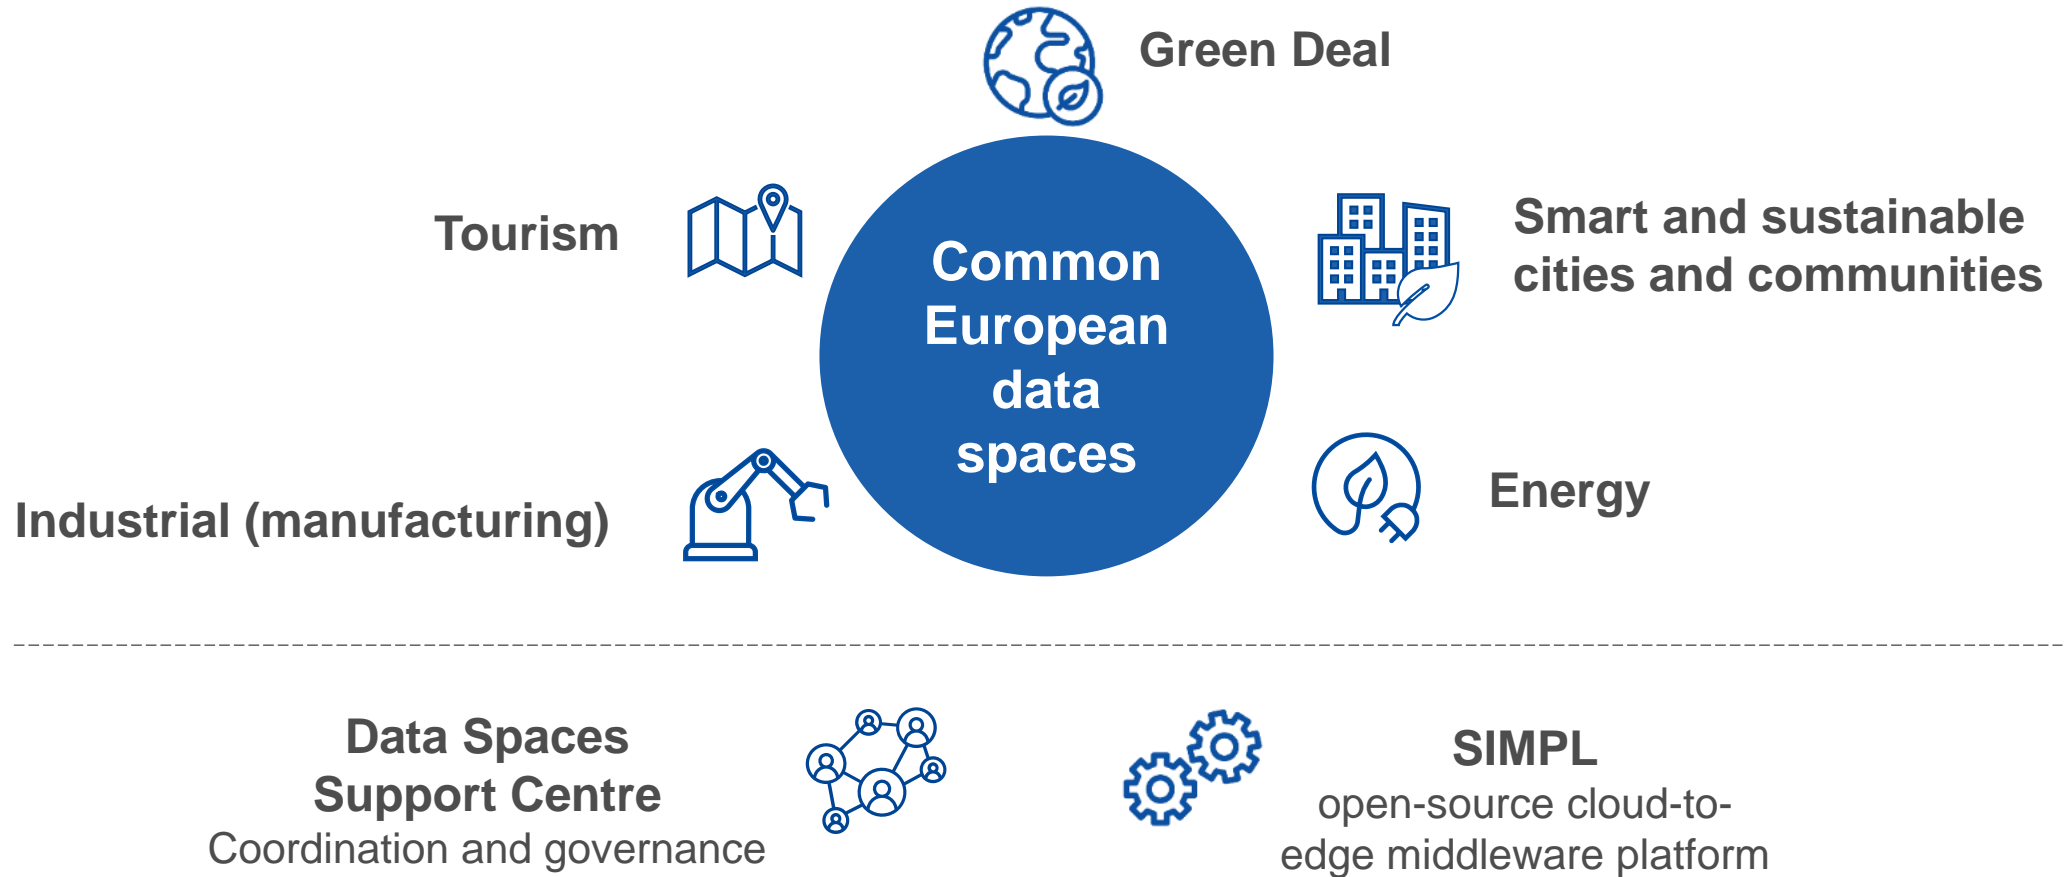 Green Deal
Tourism
Smart and sustainable
cities and communities
Common
European
data
spaces
Industrial (manufacturing)
Energy
Data Spaces
Support Centre
Coordination and governance
SIMPL
open-source cloud-to-
edge middleware platform